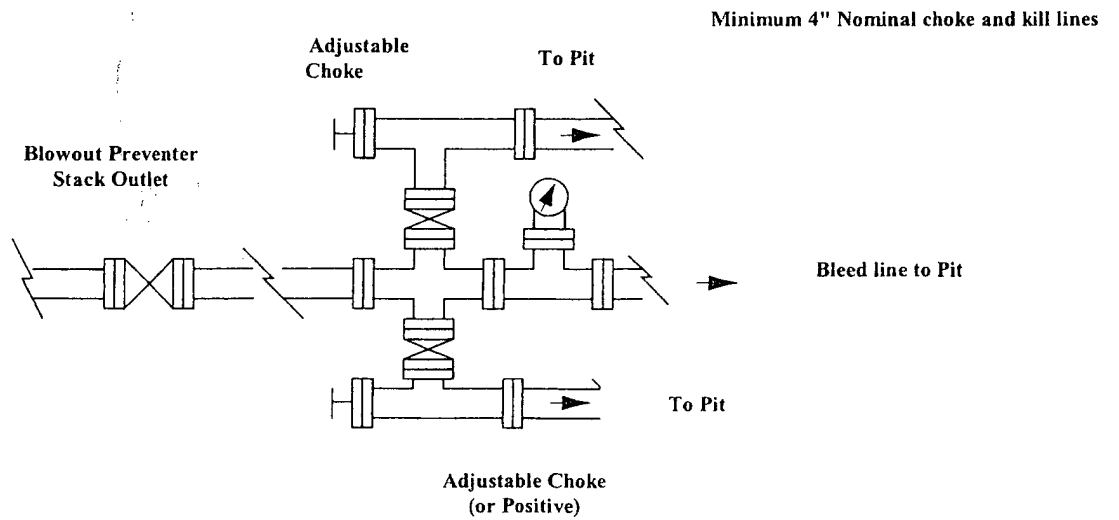 Minimum 4" Nominal choke and kill lines
Adjustable
Choke
To Pit
Blowout Preventer
Stack Outlet
Bleed line to Pit
To Pit
Adjustable Choke
(or Positive)